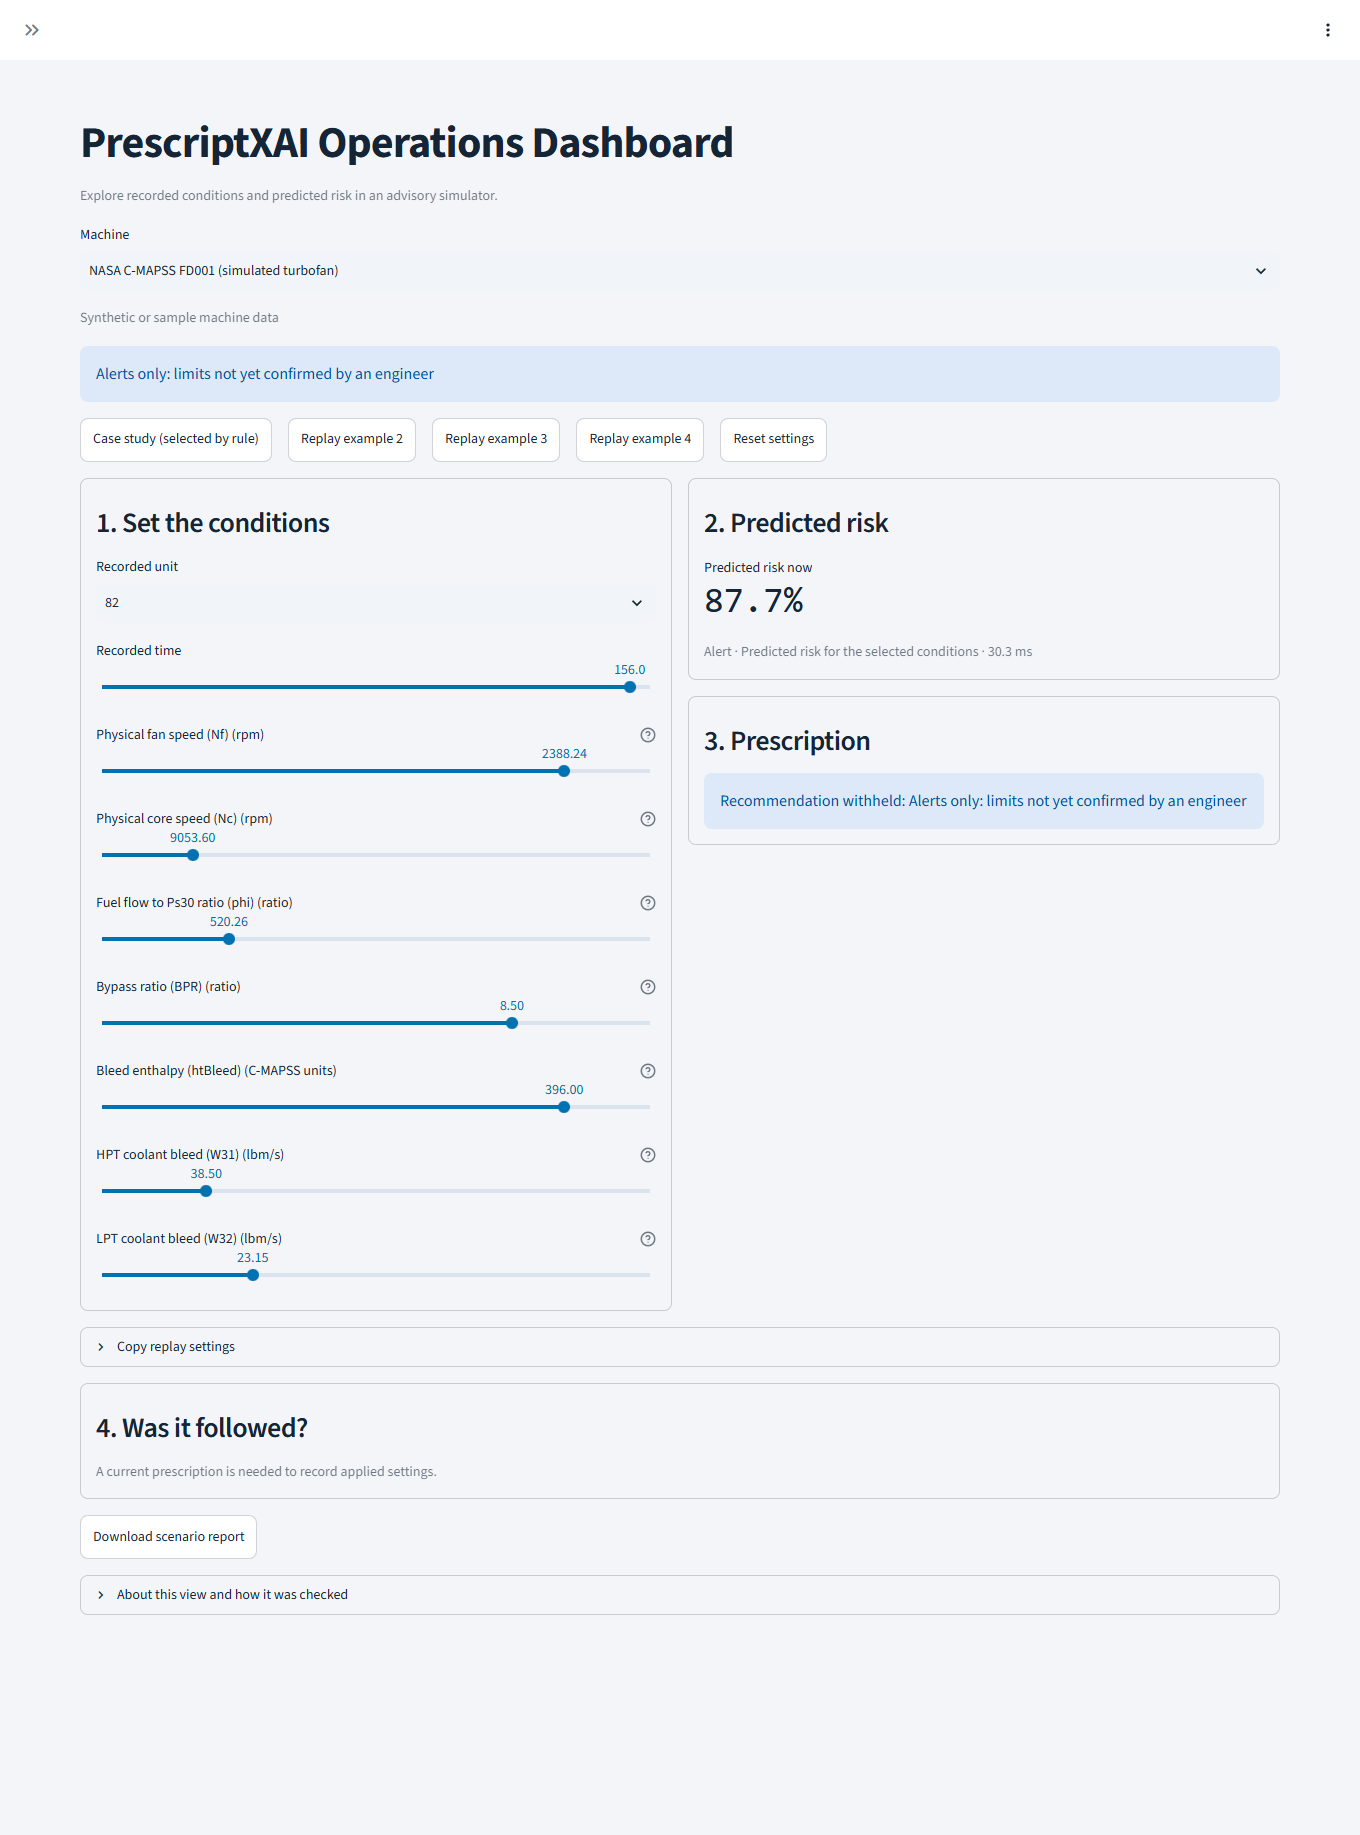 PrescriptXAI Operations Dashboard
Explore recorded conditions and predicted risk in an advisory simulator.
Machine
NASA C-MAPSS FD001 (simulated turbofan)
Synthetic or sample machine data
Alerts only: limits not yet confirmed by an engineer
Case study (selected by rule)
Replay example 2
Replay example 3
Replay example 4
Reset settings
1. Set the conditions
Recorded unit
82
Recorded time
156.0
Physical fan speed (Nf) (rpm)
2388.24
Physical core speed (Nc) (rpm)
9053.60
Fuel flow to Ps30 ratio (phi) (ratio)
520.26
Bypass ratio (BPR) (ratio)
8.50
Bleed enthalpy (htBleed) (C-MAPSS units)
396.00
HPT coolant bleed (W31) (lbm/s)
38.50
LPT coolant bleed (W32) (lbm/s)
23.15
2. Predicted risk
Predicted risk now
87.7%
Alert · Predicted risk for the selected conditions · 30.3 ms
3. Prescription
Recommendation withheld: Alerts only: limits not yet confirmed by an engineer
Copy replay settings
4. Was it followed?
A current prescription is needed to record applied settings.
Download scenario report
About this view and how it was checked